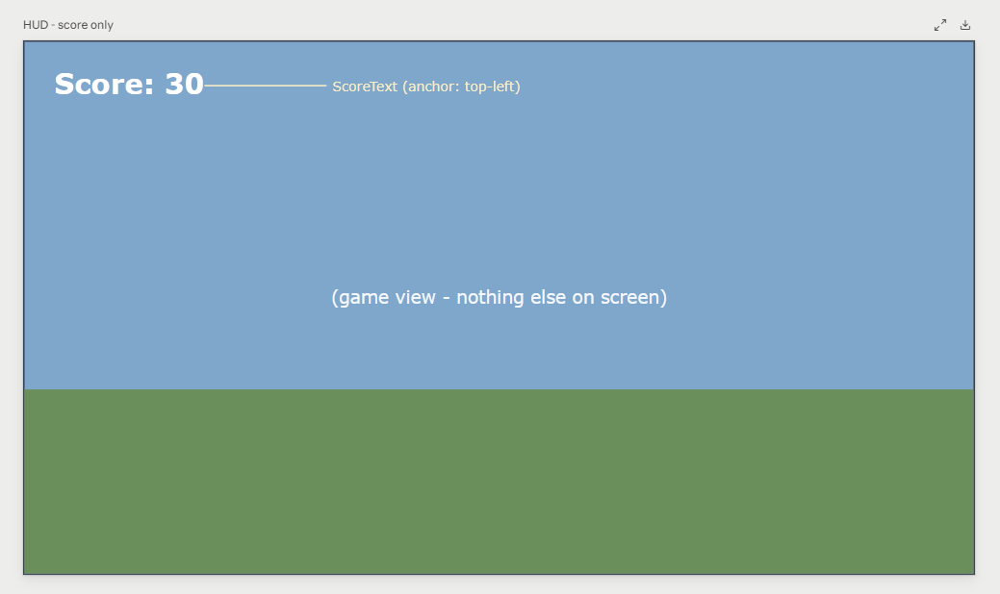 HUD - score only
Score: 30 ScoreText (anchor: top-left)
(game view - nothing else on screen)